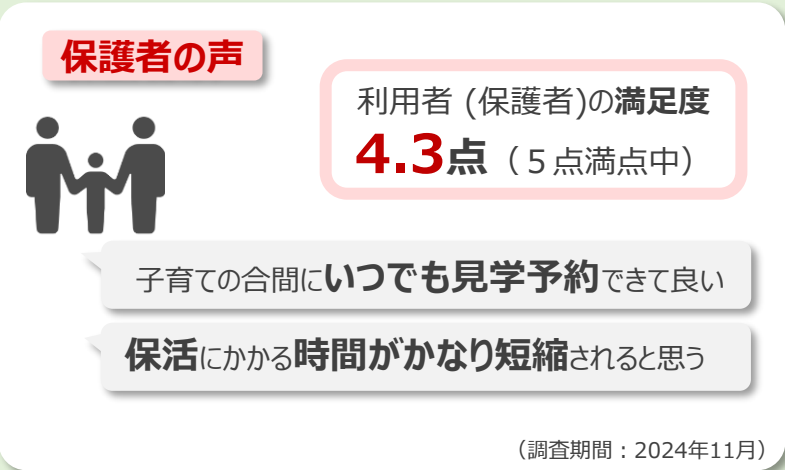 保護者の声
利用者 (保護者)の満足度
4.3点（５点満点中）
子育ての合間にいつでも見学予約できて良い
保活にかかる時間がかなり短縮されると思う
（調査期間：2024年11月）